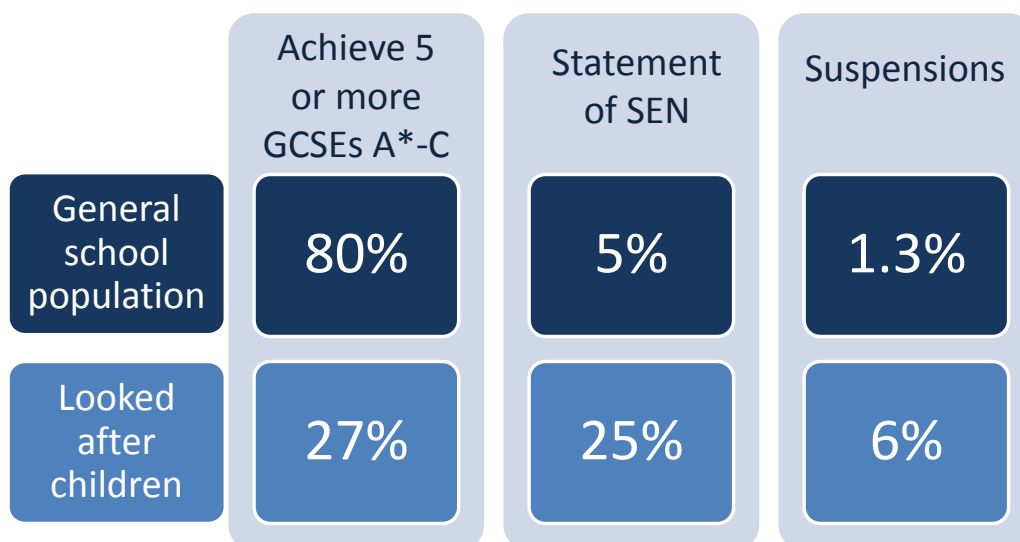 Achieve 5
or more
GCSEs A*-C
Statement
of SEN
Suspensions
General
school
population
80%
5%
1.3%
Looked
after
children
27%
25%
6%